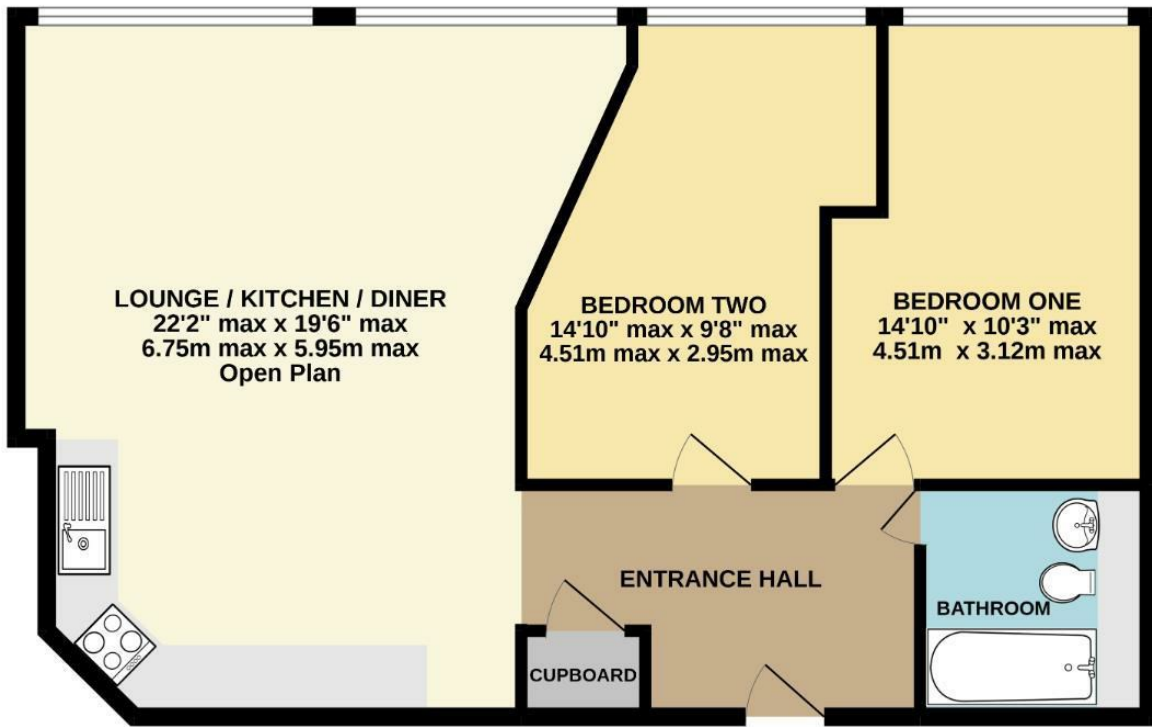 LOUNGE / KITCHEN / DINER
22'2" max x 19'6" max
6.75m max x 5.95m max
Open Plan
BEDROOM TWO
14'10" max x 9'8" max
4.51m max x 2.95m max
BEDROOM ONE
14'10" x 10'3" max
4.51m x 3.12m max
ENTRANCE HALL
BATHROOM
CUPBOARD